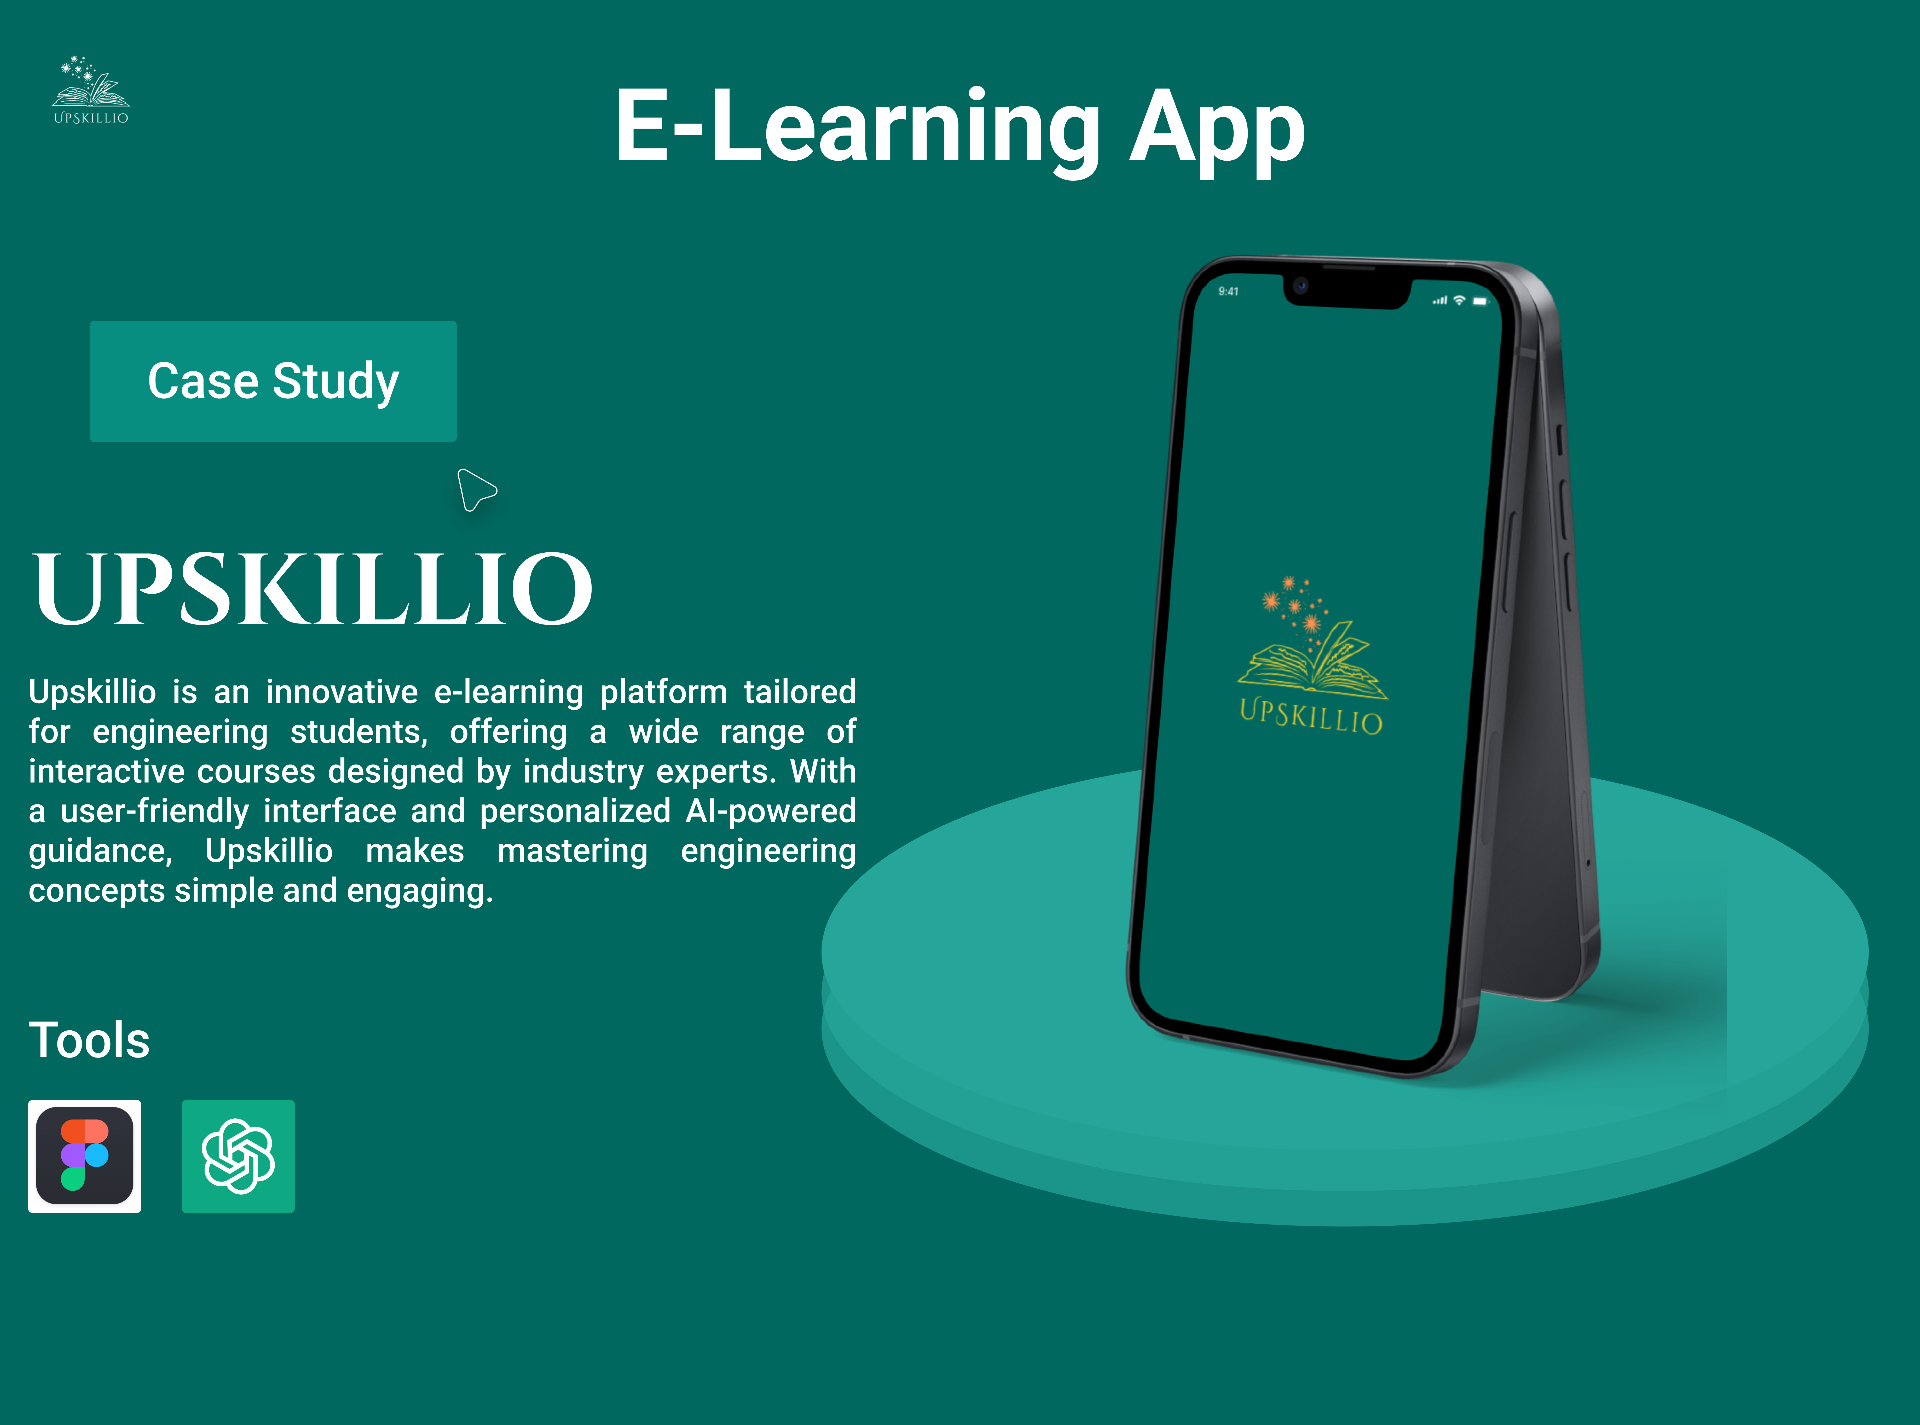 UPSKILLIO
E-Learning App
9:41
Case Study
UPSKILLIO
UPSKILLIO
Upskillio is an innovative e-learning platform tailored
for engineering students, offering a wide range of
interactive courses designed by industry experts. With
a user-friendly interface and personalized AI-powered
guidance, Upskillio makes mastering engineering
concepts simple and engaging.
Tools